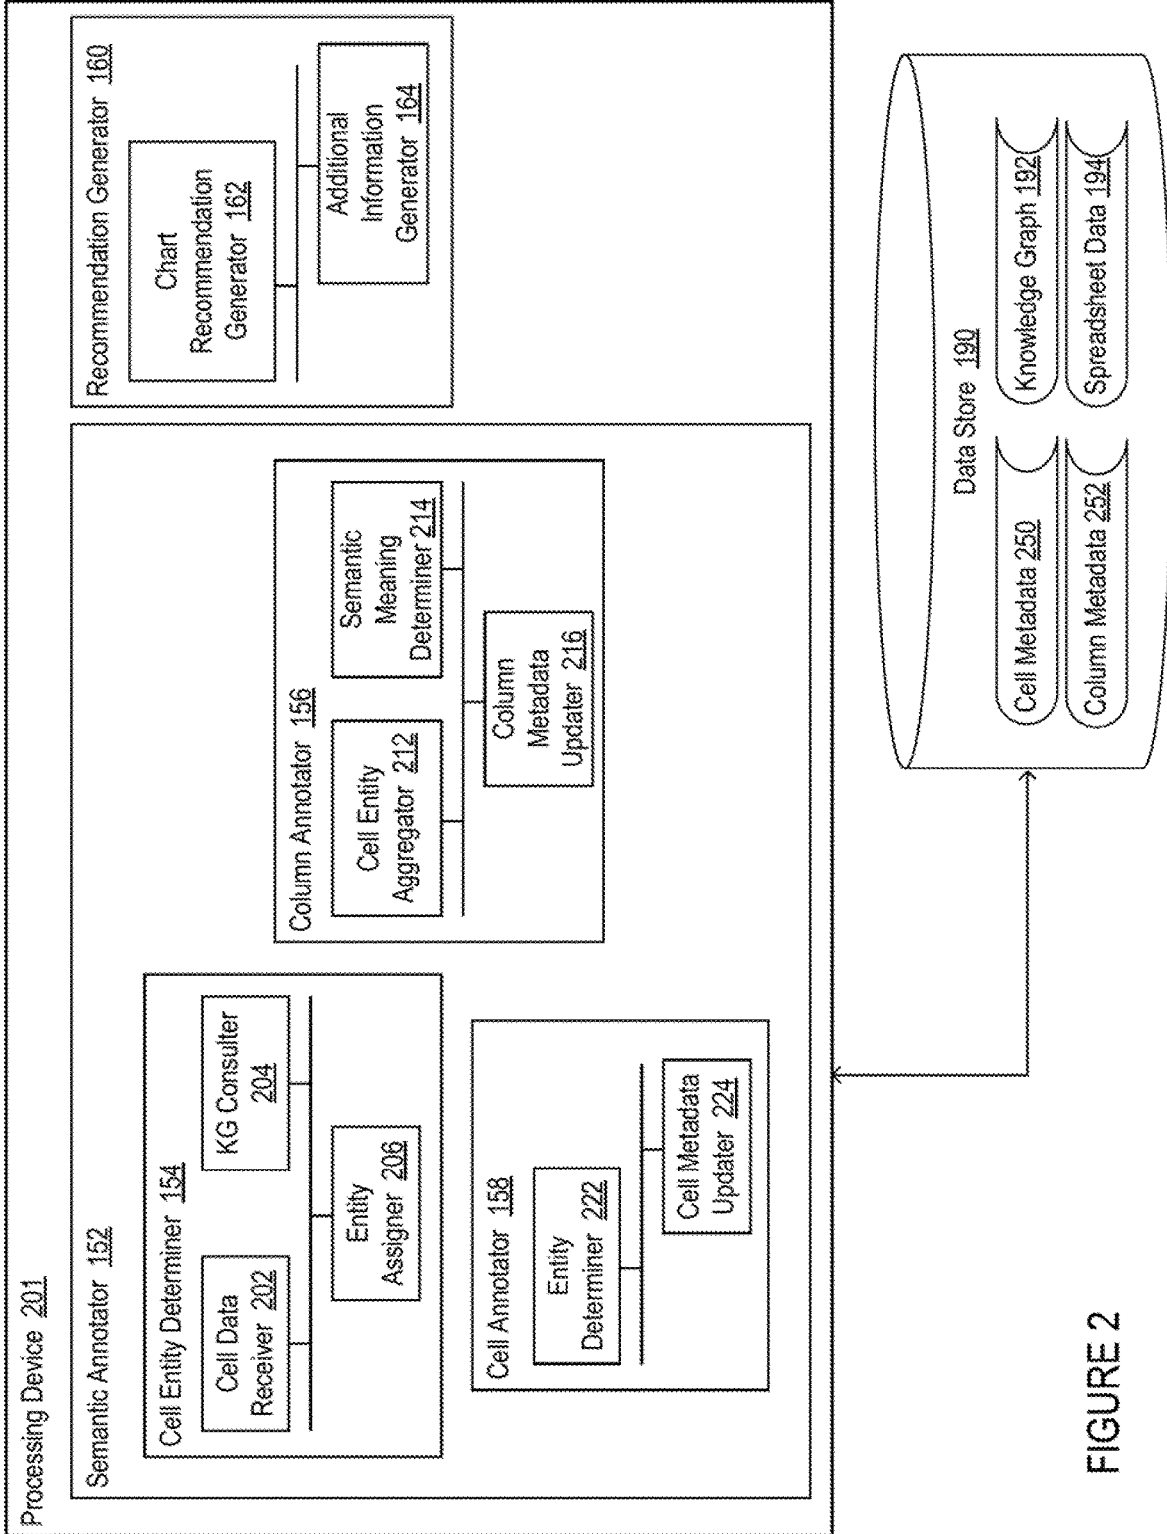 Processing Device 201
Semantic Annotator 152
Cell Entity Determiner 154
Cell Data
Receiver 202
KG Consulter
204
Entity
Assigner 206
Cell Annotator 158
Entity
Determiner 222
Cell Metadata
Updater 224
Column Annotator 156
Cell Entity
Aggregator 212
Semantic
Meaning
Determiner 214
Column
Metadata
Updater 216
Recommendation Generator 160
Chart
Recommendation
Generator 162
Additional
Information
Generator 164
Data Store 190
Cell Metadata 250
Knowledge Graph 192
Column Metadata 252
Spreadsheet Data 194
FIGURE 2